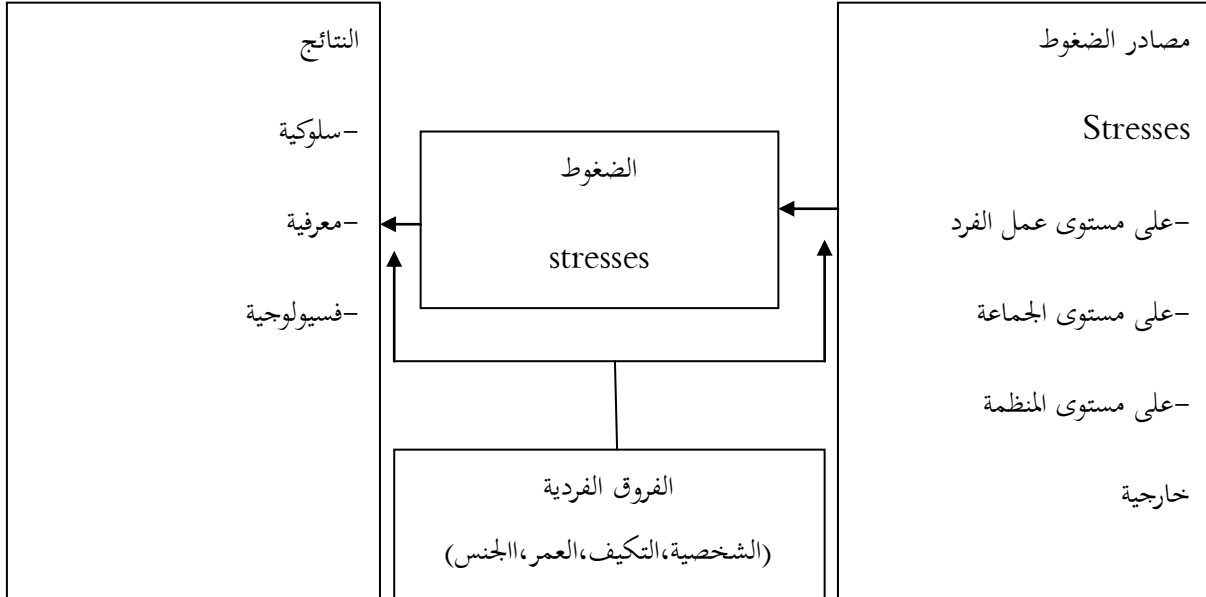 مصادر الضغوط
Stresses
-على مستوى عمل الفرد
-على مستوى الجماعة
-على مستوى المنظمة
خارجية
الضغوط
stresses
النتائج
-سلوكية
-معرفية
-فسيولوجية
الفروق الفردية
(الشخصية،التكيف،العمر،االجنس)